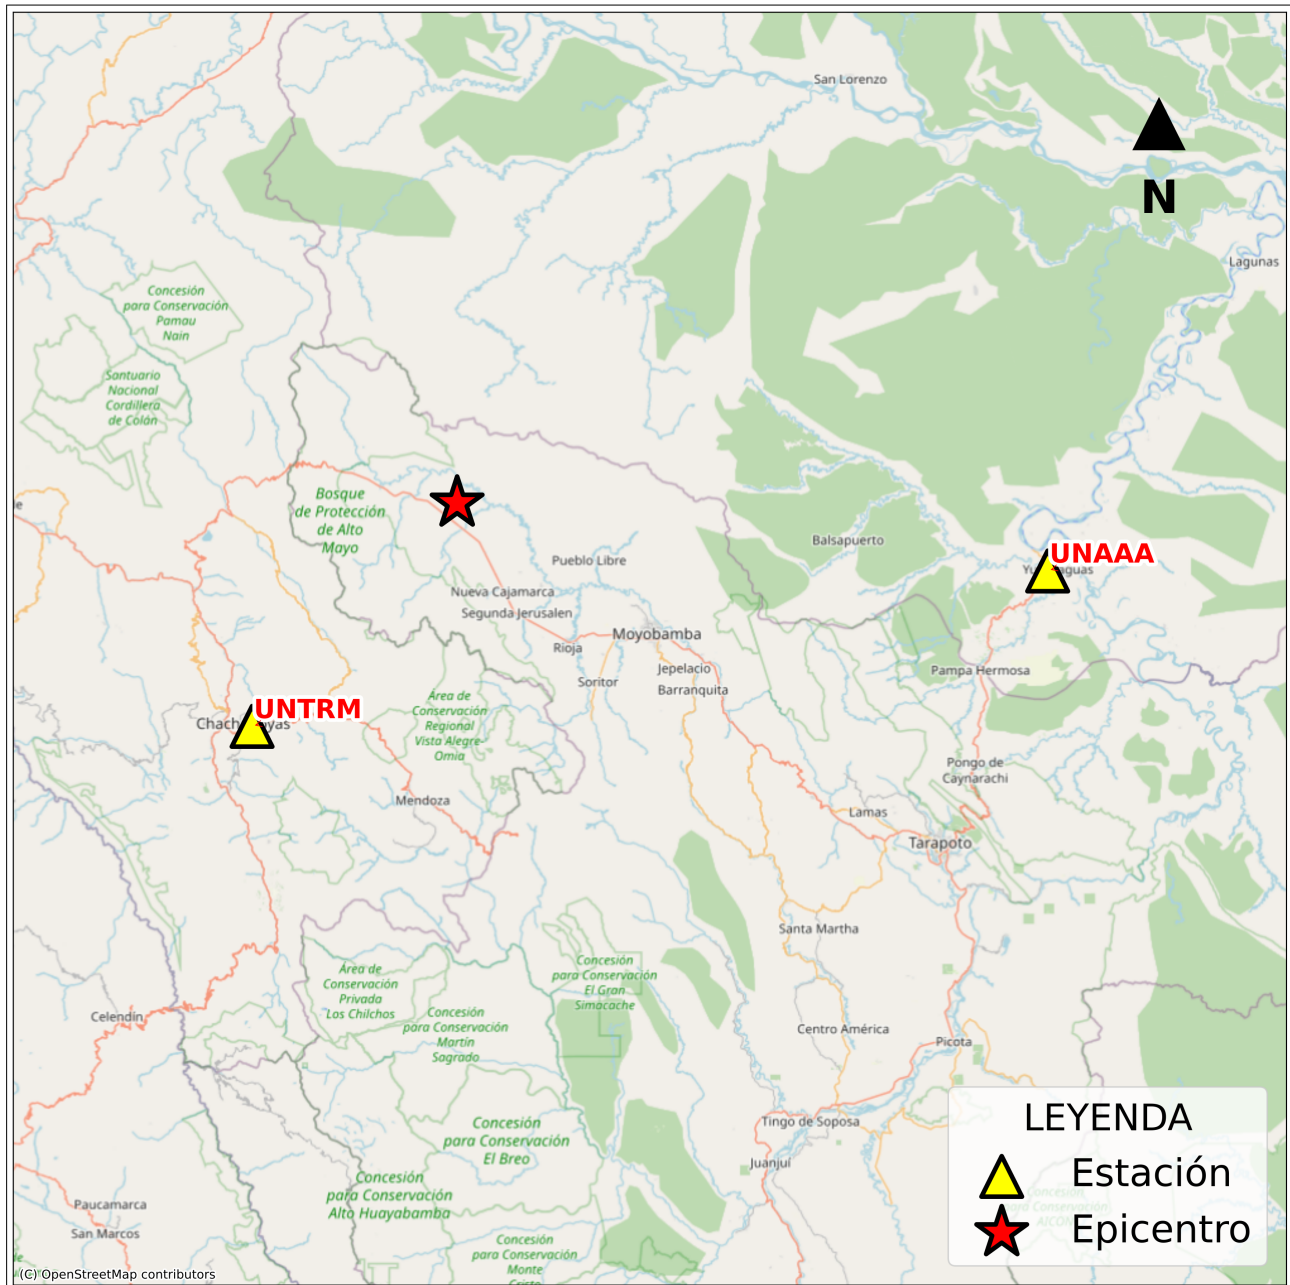 San Lorenzo
N
Lagunas
Concesión
para Conservación
Pamau
Nain
Santuario
Nacional
Cordillera
de Colán
Bosque
de Protección
de Alto
Mayo
Balsapuerto
UNAAA
Pueblo Libre
Nueva Cajamarca
Segunda Jerusalen
Moyobamba
Rioja
Jepelacio
Soritor
Barranquita
Pampa Hermosa
UNTRM
Área de
Conservación
Regional
Vista Alegre-
Omia
Pongo de
Caynarachi
Mendoza
Lamas
Tarapoto
Santa Martha
Área de
Conservación
Privada
Los Chilchos
Concesión
para Conservación
El Gran
Simacache
Celendín
Concesión
para Conservación
Martín
Sagrado
Centro América
Picota
Concesión
para Conservación
El Breo
Tingo de Soposa
Juanjuí
Concesión
para Conservación
Alto Huayabamba
Paucamarca
San Marcos
Concesión
para Conservación
Monte
Cristo
LEYENDA
Estación
Epicentro
(C) OpenStreetMap contributors